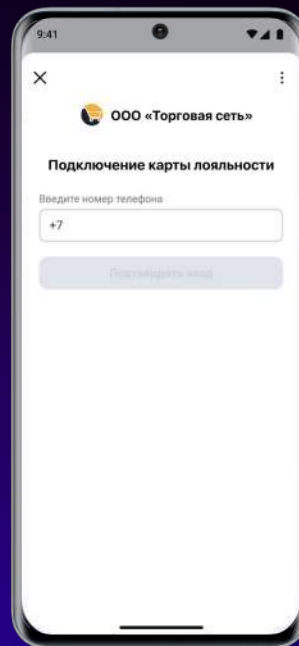 9:41
ООО «Торговая сеть»
Подключение карты лояльности
Введите номер телефона
+7
Подтвердить вход